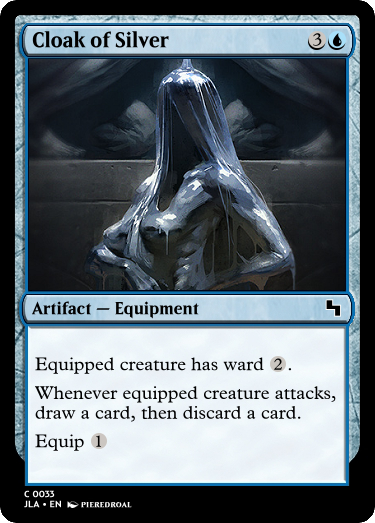 Cloak of Silver 3
Artifact — Equipment
Equipped creature has ward 2.
Whenever equipped creature attacks,
draw a card, then discard a card.
Equip 1
C 0033
JLA • EN PIEREDROAL